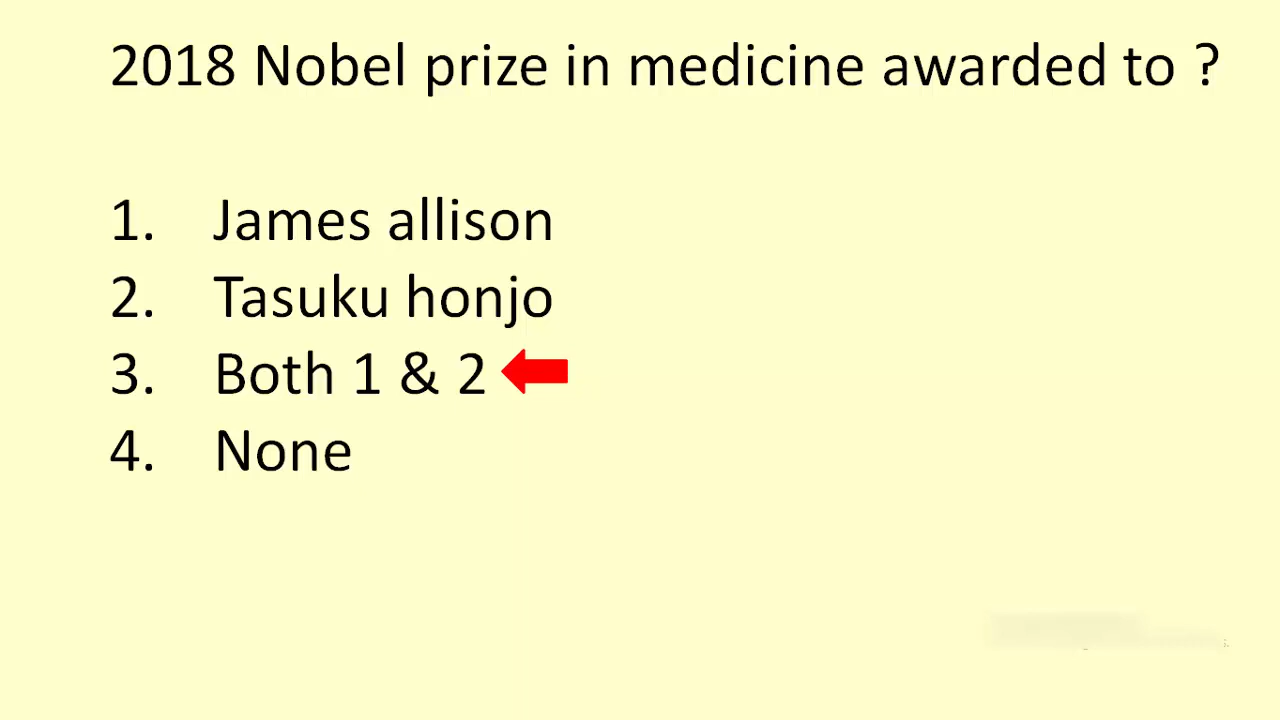 2018 Nobel prize in medicine awarded to ?
1. James allison
2. Tasuku honjo
3. Both 1 & 2
4. None